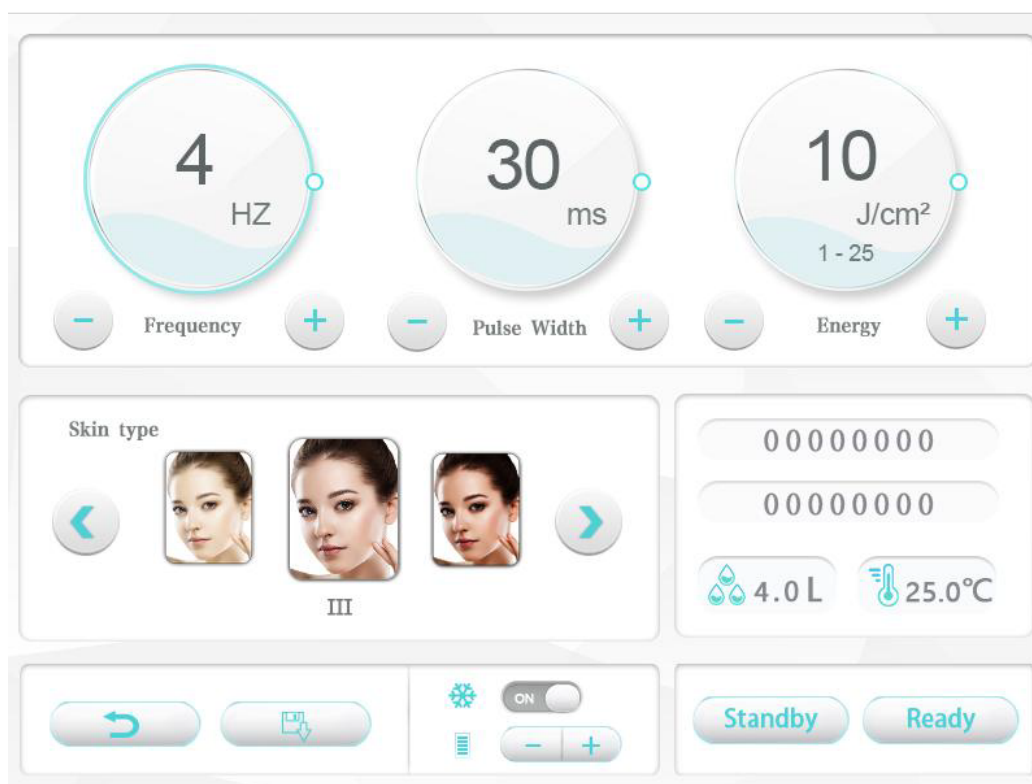 4
HZ
30
ms
10
J/cm²
1 - 25
Frequency
Pulse Width
Energy
Skin type
III
00000000
00000000
4.0 L
25.0℃
ON
Standby
Ready